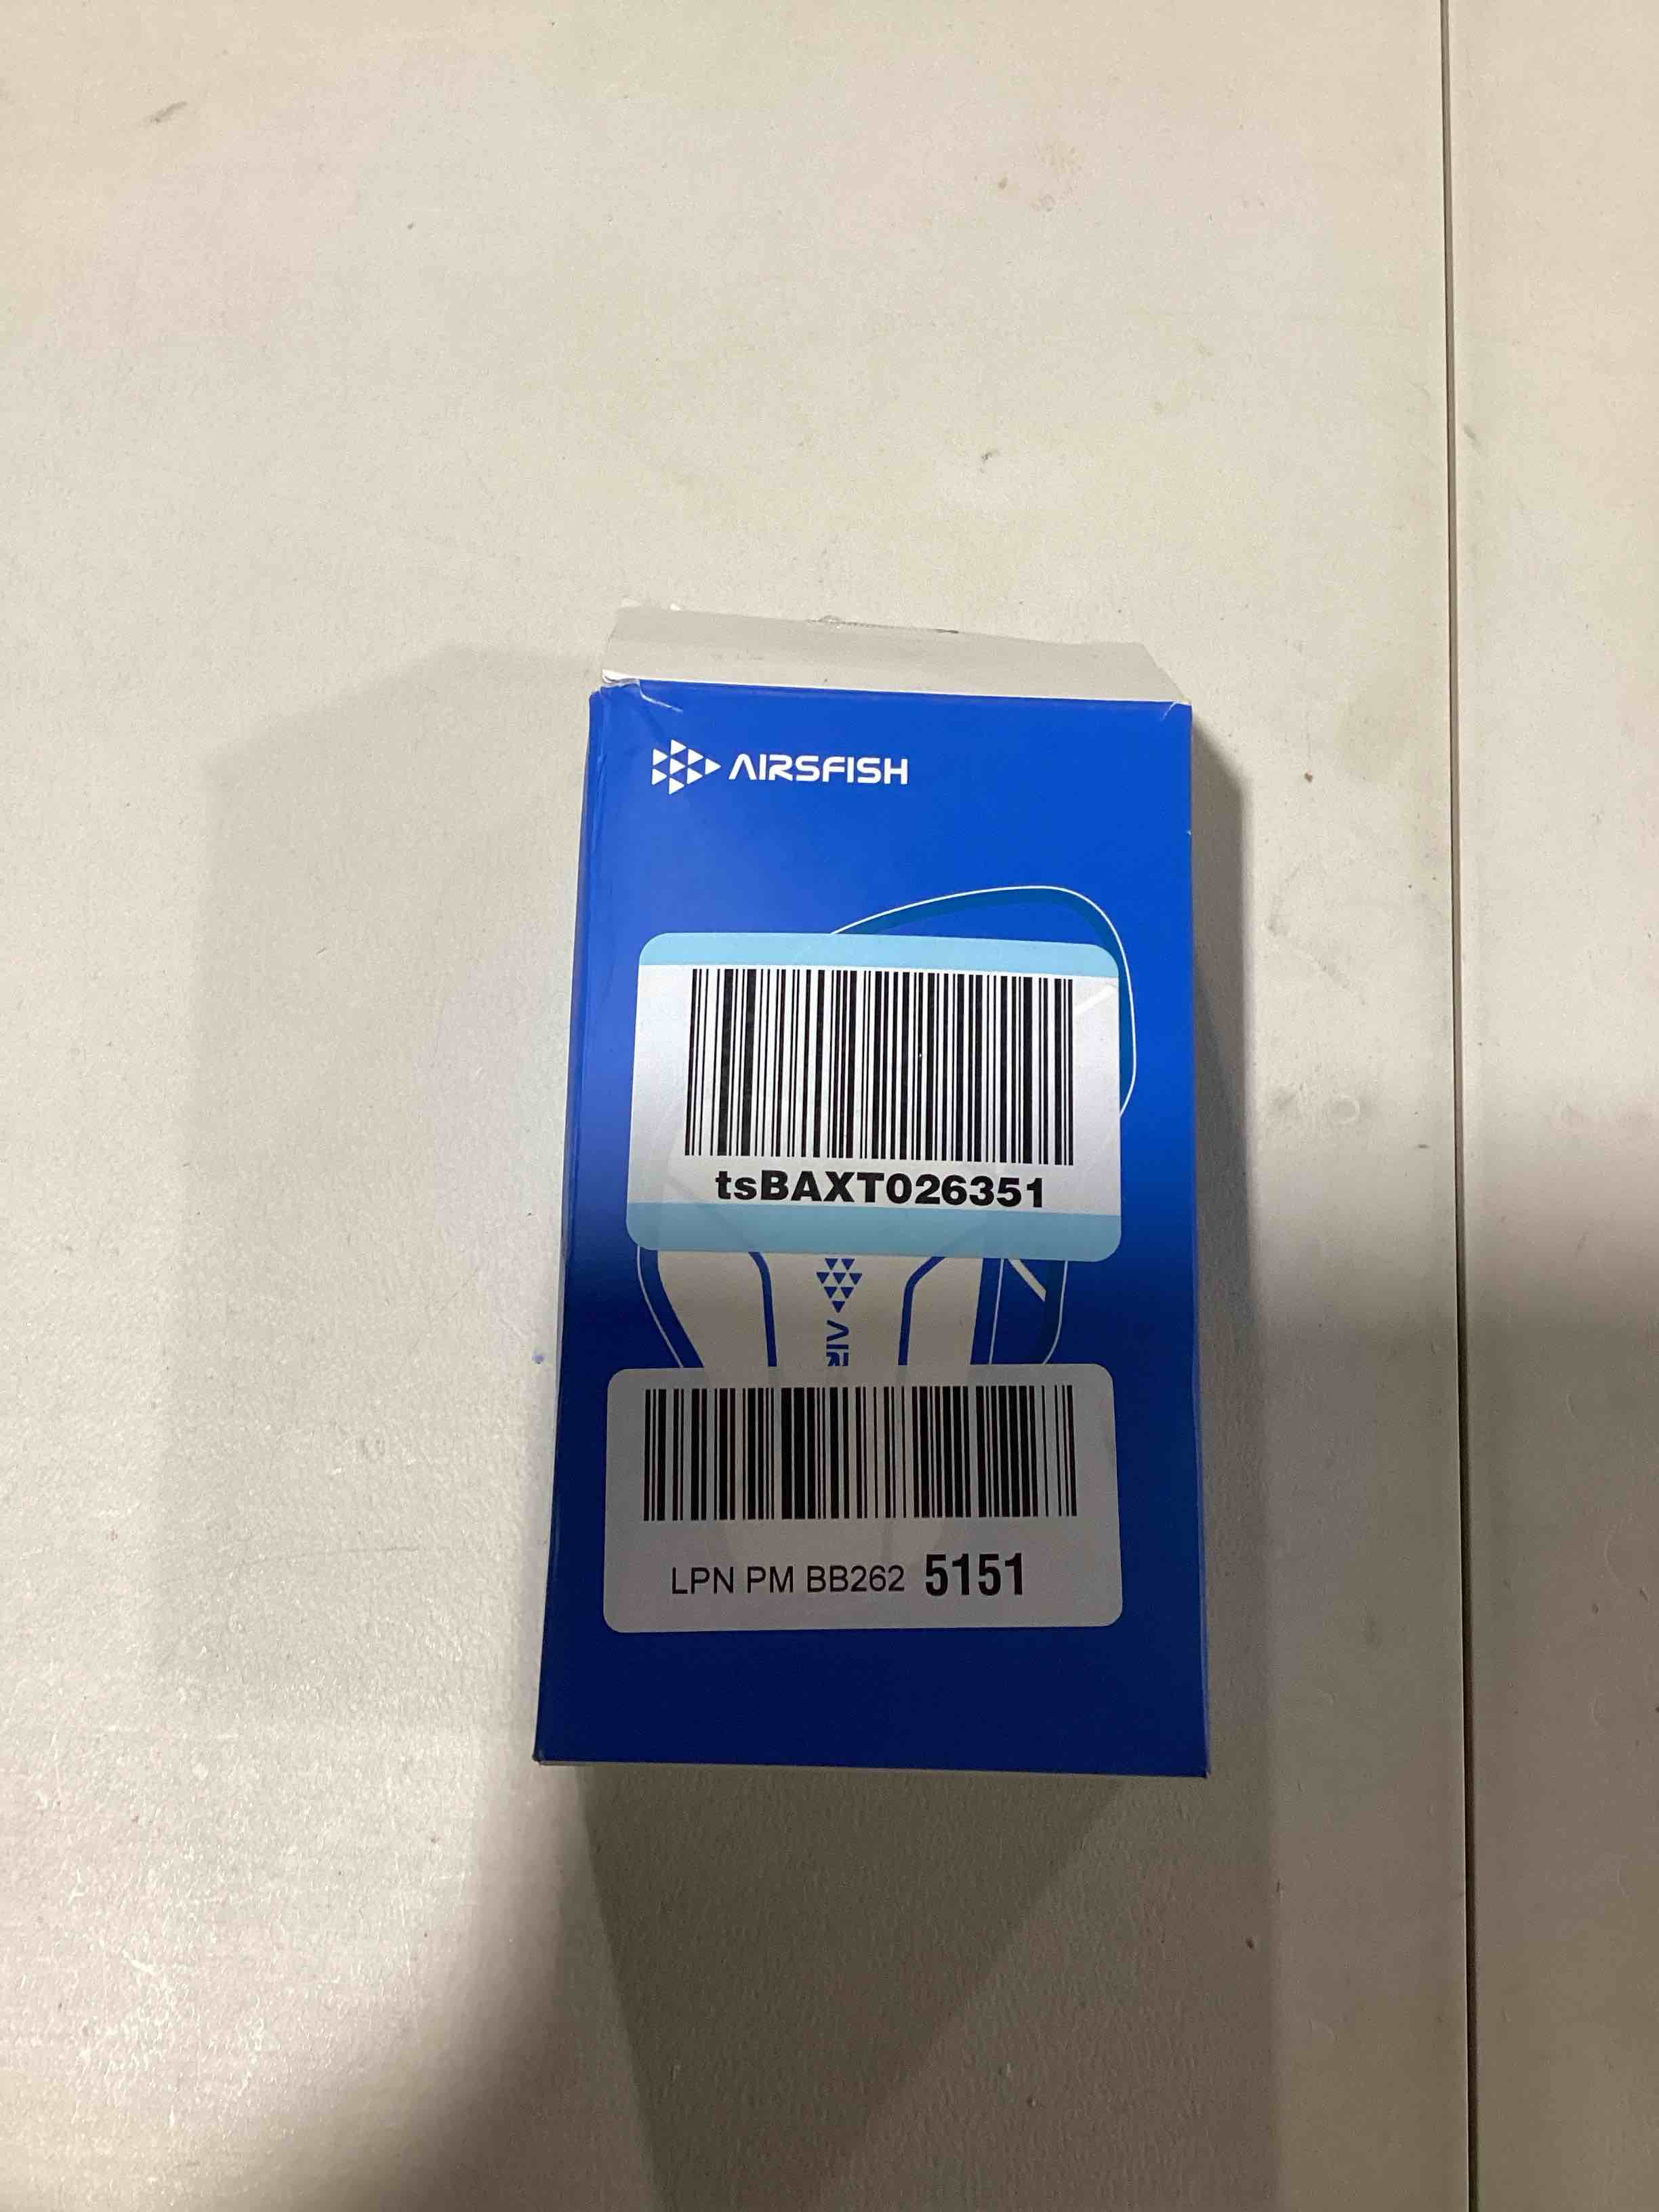 AIRSFISH
tsBAXT026351
AIR
LPN PM BB262 5151